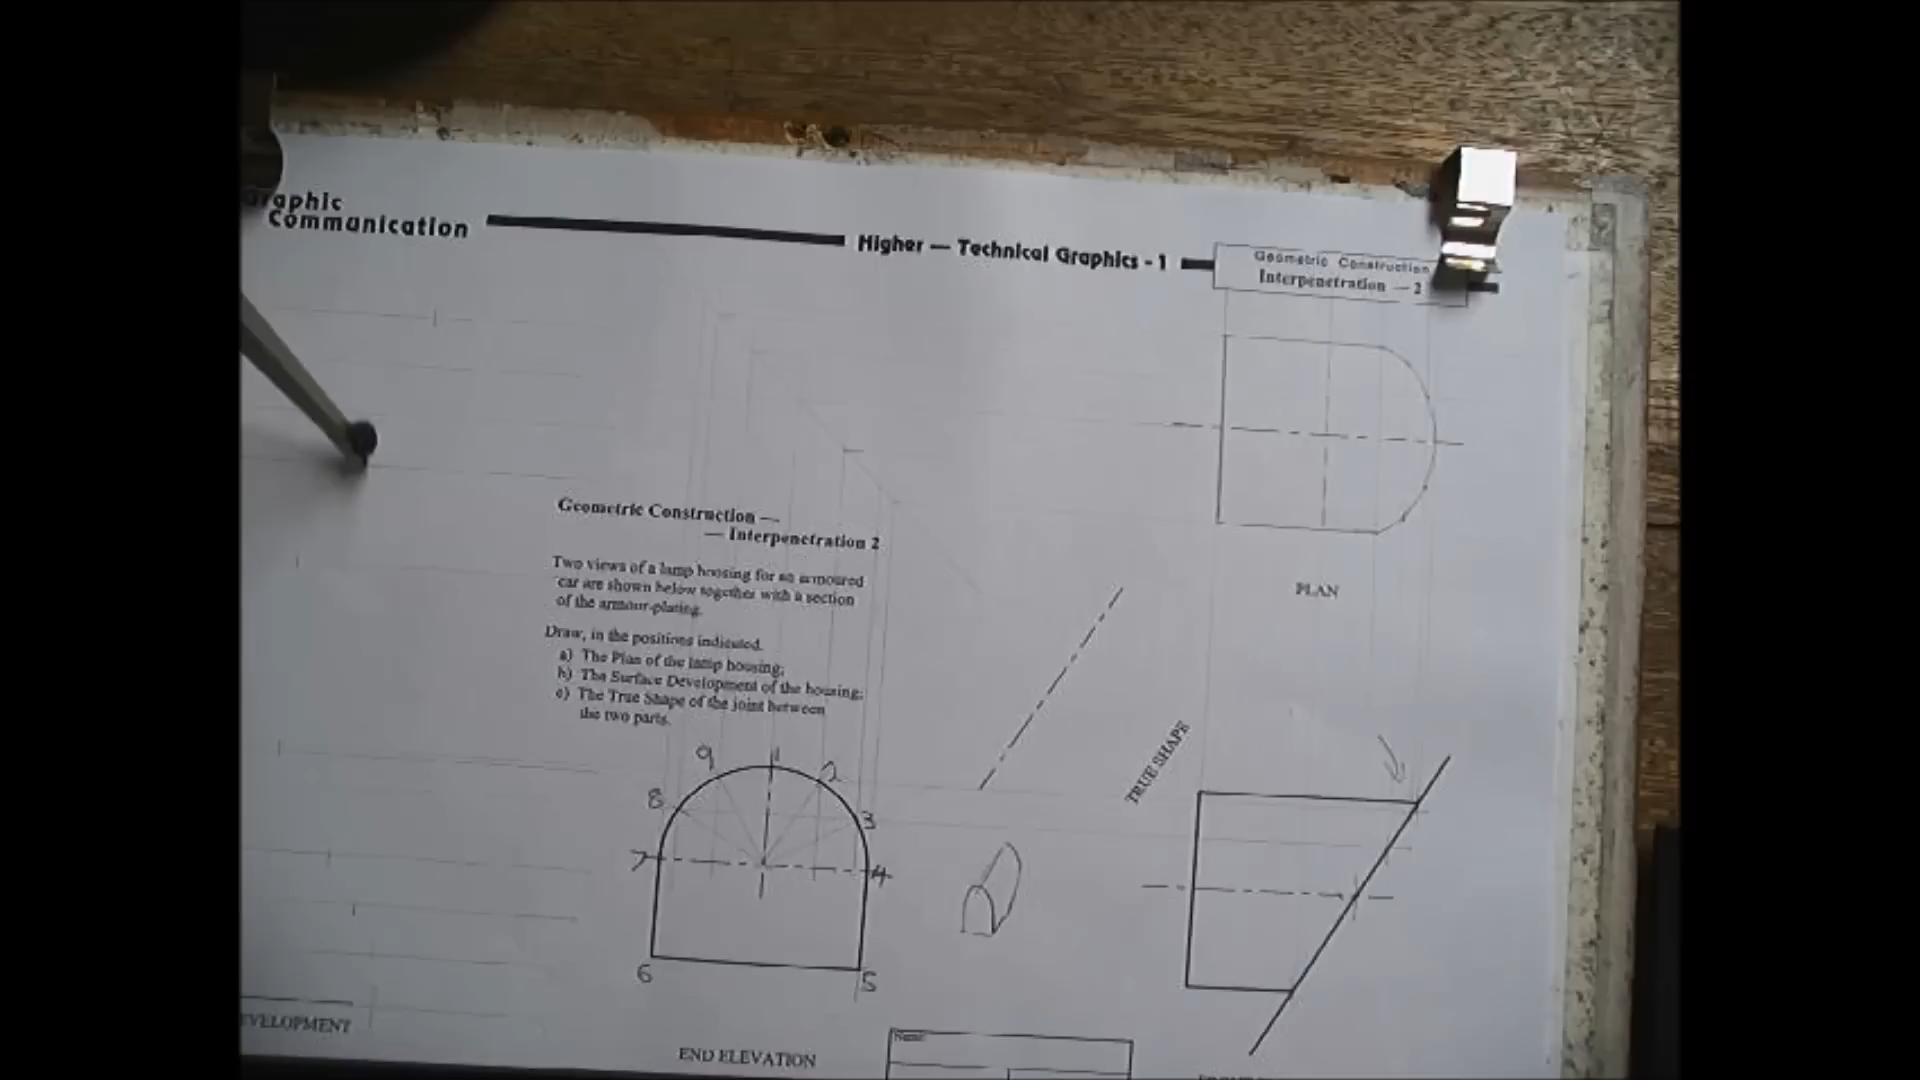 Graphic
Communication
Higher — Technical Graphics - 1
Geometric Construction
Interpenetration — 2
Geometric Construction —
— Interpenetration 2
Two views of a lamp housing for an armoured
car are shown below together with a section
of the armour-plating.
Draw, in the positions indicated.
a) The Plan of the lamp housing;
b) The Surface Development of the housing;
c) The True Shape of the joint between
the two parts.
PLAN
TRUE SHAPE
9 1 2
8 3
7 4
6 5
EVELOPMENT
END ELEVATION
Name: